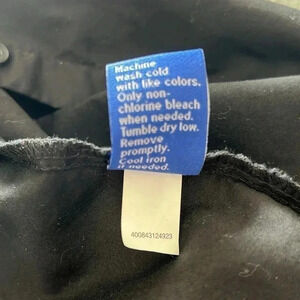 Machine
wash cold
with like colors.
Only non-
chlorine bleach
when needed.
Tumble dry low.
Remove
promptly.
Cool iron
if needed.
400843124923